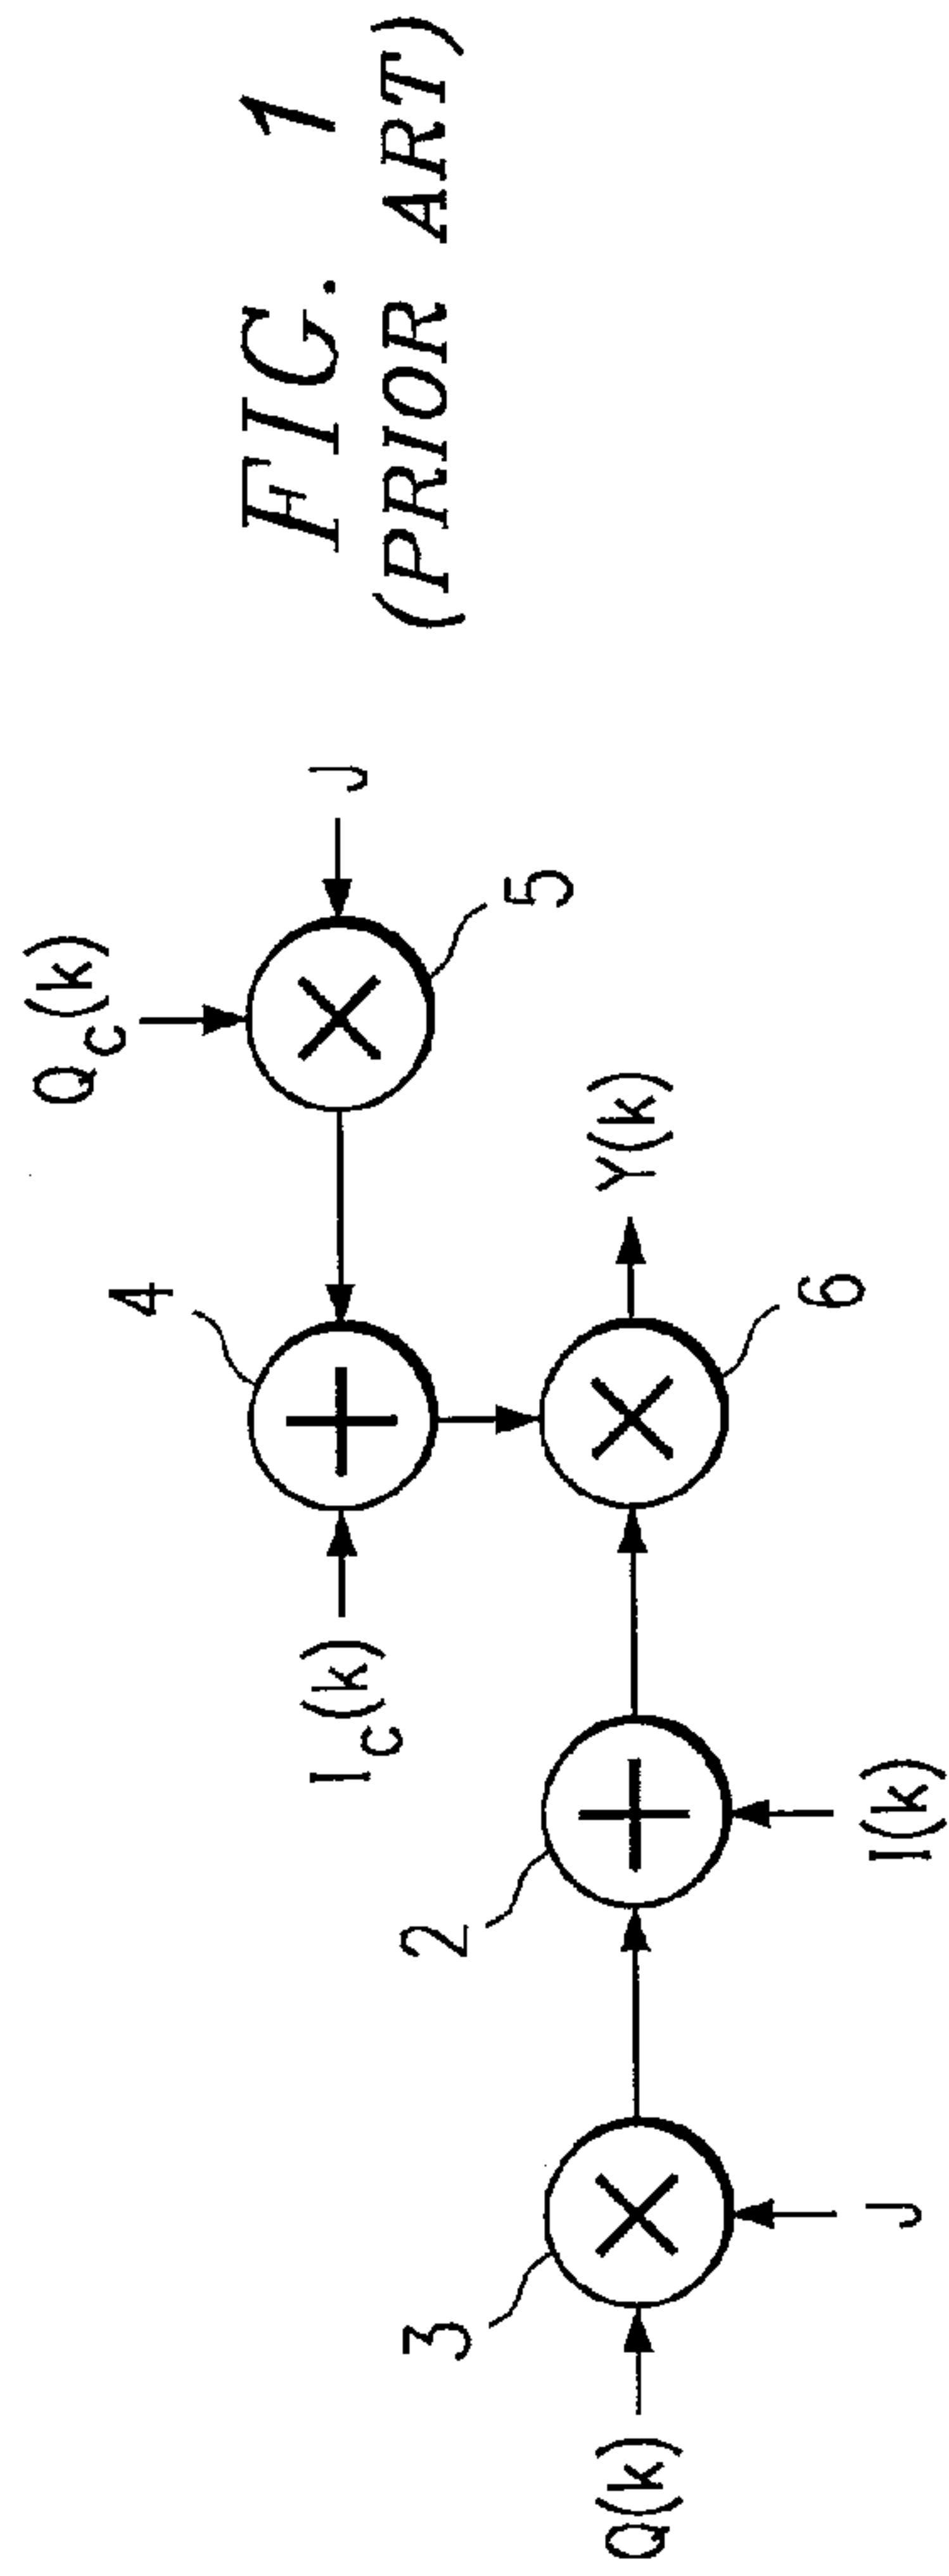 Q_c(k)
J
5
4
I_c(k)
Y(k)
6
2
I(k)
3
Q(k)
J
FIG. 1
(PRIOR ART)